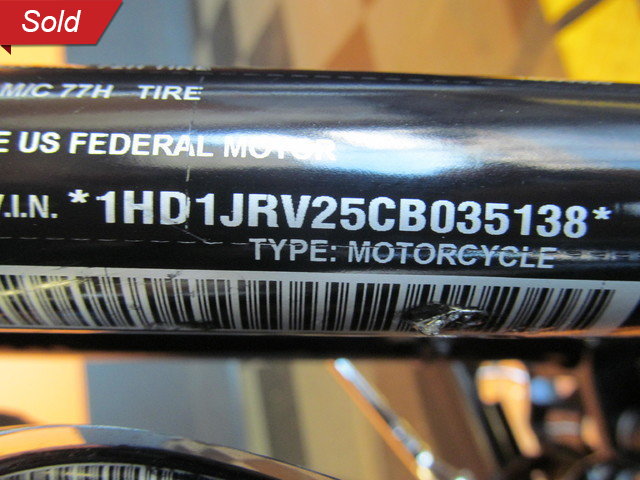 Sold
M/C 77H TIRE
E US FEDERAL MOTOR
V.I.N. *1HD1JRV25CB035138*
TYPE: MOTORCYCLE